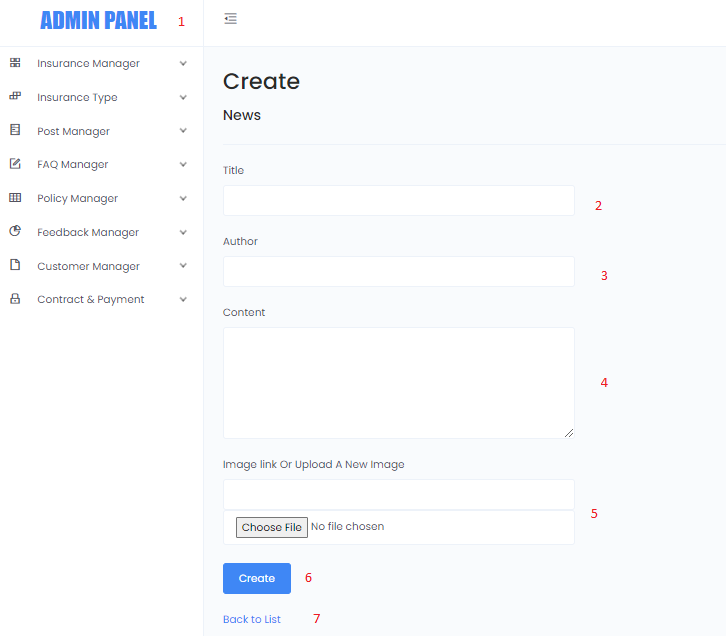 ADMIN PANEL 1
Insurance Manager
Insurance Type
Post Manager
FAQ Manager
Policy Manager
Feedback Manager
Customer Manager
Contract & Payment
Create
News
Title
2
Author
3
Content
4
Image link Or Upload A New Image
5
Choose File No file chosen
Create 6
Back to List 7